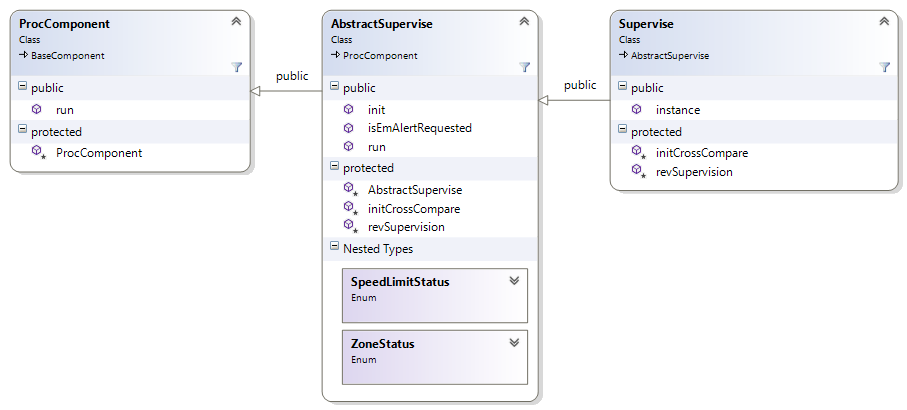 ProcComponent
Class
BaseComponent
public
run
protected
ProcComponent
public
AbstractSupervise
Class
ProcComponent
public
init
isEmAlertRequested
run
protected
AbstractSupervise
initCrossCompare
revSupervision
Nested Types
SpeedLimitStatus
Enum
ZoneStatus
Enum
public
Supervise
Class
AbstractSupervise
public
instance
protected
initCrossCompare
revSupervision